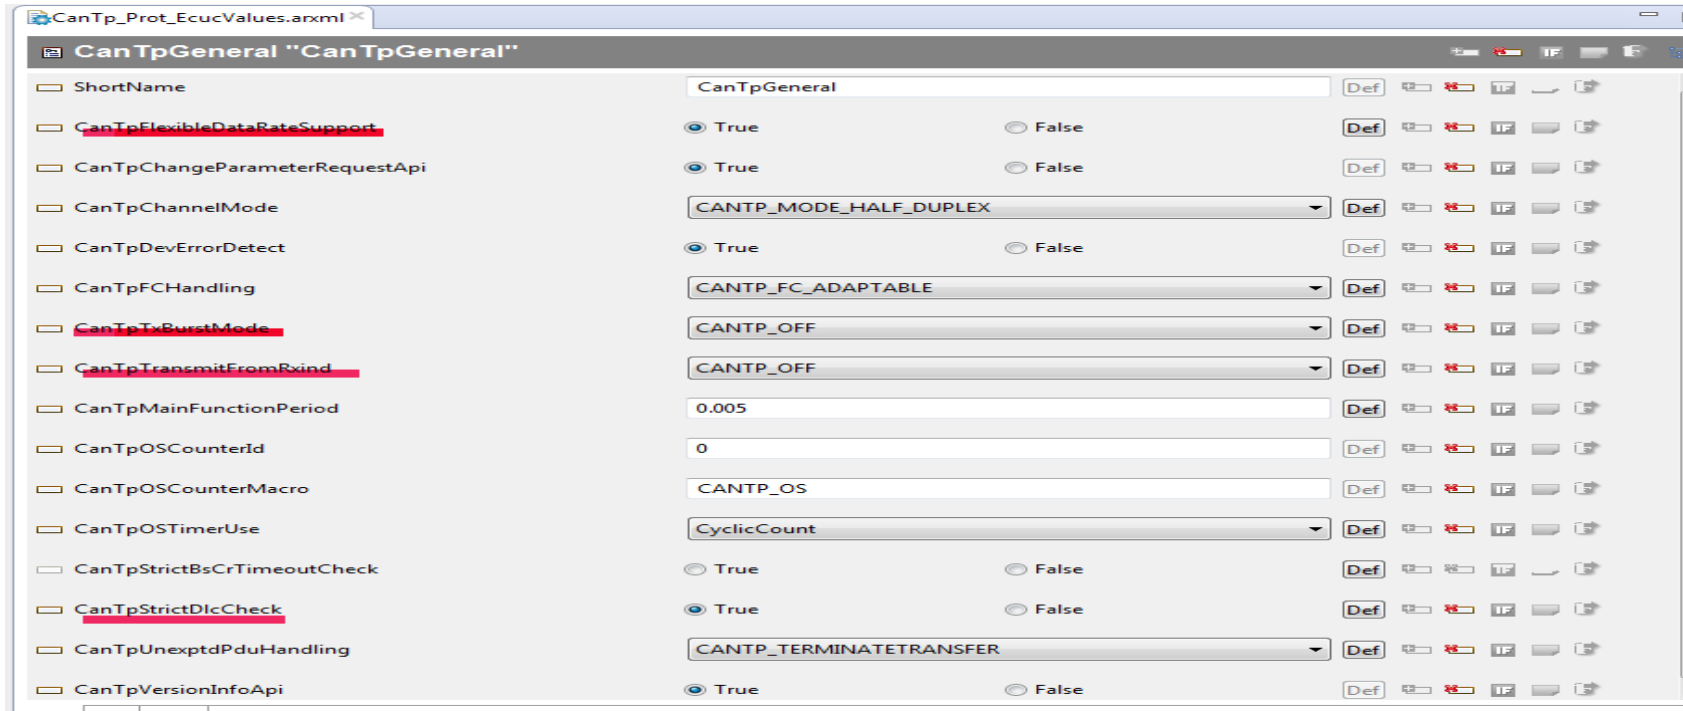 CanTp_Prot_EcucValues.arxml
CanTpGeneral "CanTpGeneral"
ShortName CanTpGeneral Def
CanTpFlexibleDataRateSupport True False Def
CanTpChangeParameterRequestApi True False Def
CanTpChannelMode CANTP_MODE_HALF_DUPLEX Def
CanTpDevErrorDetect True False Def
CanTpFCHandling CANTP_FC_ADAPTABLE Def
CanTpTxBurstMode CANTP_OFF Def
CanTpTransmitFromRxind CANTP_OFF Def
CanTpMainFunctionPeriod 0.005 Def
CanTpOSCounterId 0 Def
CanTpOSCounterMacro CANTP_OS Def
CanTpOSTimerUse CyclicCount Def
CanTpStrictBsCrTimeoutCheck True False Def
CanTpStrictDlcCheck True False Def
CanTpUnexptdPduHandling CANTP_TERMINATETRANSFER Def
CanTpVersionInfoApi True False Def